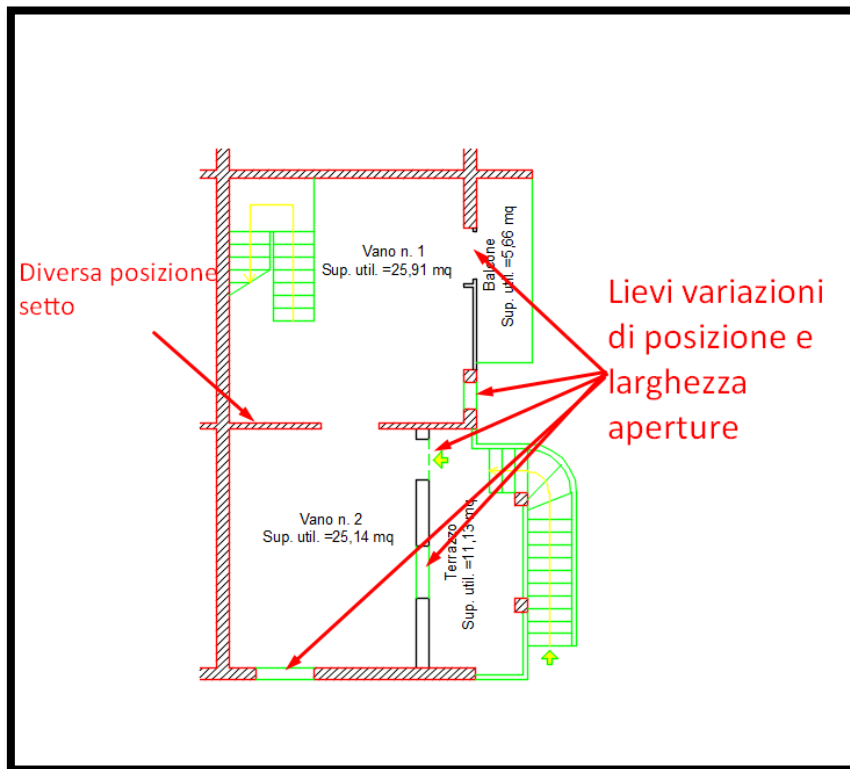 Vano n. 1
Sup. util. =25,91 mq
Balcone
Sup. util. =5,66 mq
Diversa posizione
setto
Lievi variazioni
di posizione e
larghezza
aperture
Vano n. 2
Sup. util. =25,14 mq
Terrazzo
Sup. util. =11,13 mq